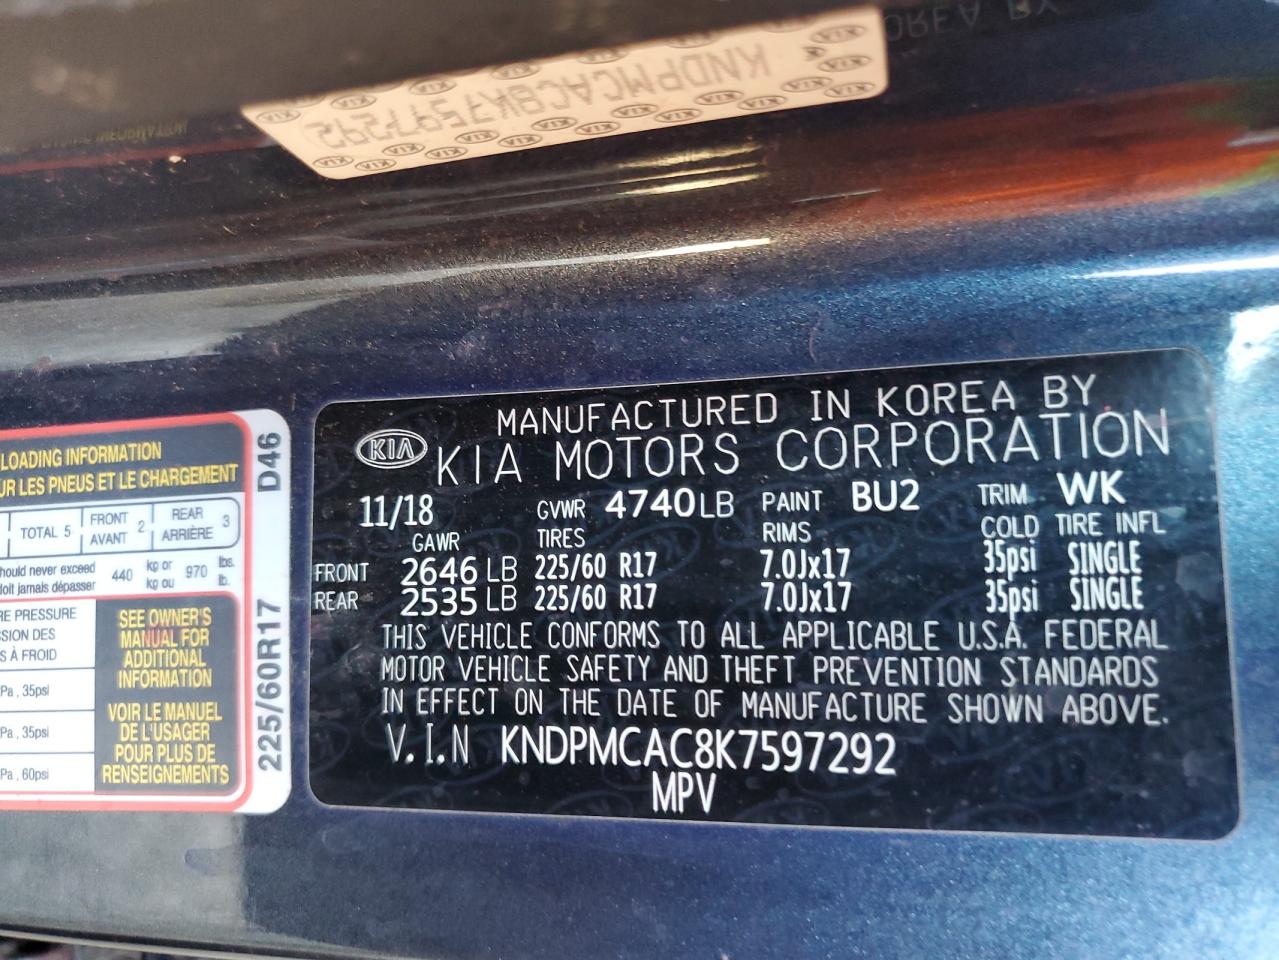 KNDPMCAC8K7597292
KIA
LOADING INFORMATION
UR LES PNEUS ET LE CHARGEMENT
TOTAL 5
FRONT
AVANT 2
REAR
ARRIÈRE 3
hould never exceed
doit jamais dépasser
440
kg or
kg ou
970
lbs.
lb.
RE PRESSURE
SSION DES
S À FROID
Pa , 35psi
Pa , 35psi
Pa , 60psi
SEE OWNER'S
MANUAL FOR
ADDITIONAL
INFORMATION
VOIR LE MANUEL
DE L'USAGER
POUR PLUS DE
RENSEIGNEMENTS
225/60R17 D46
MANUFACTURED IN KOREA BY
KIA KIA MOTORS CORPORATION
11/18 GVWR 4740LB PAINT BU2 TRIM WK
GAWR TIRES RIMS COLD TIRE INFL
FRONT 2646 LB 225/60 R17 7.0Jx17 35psi SINGLE
REAR 2535 LB 225/60 R17 7.0Jx17 35psi SINGLE
THIS VEHICLE CONFORMS TO ALL APPLICABLE U.S.A. FEDERAL
MOTOR VEHICLE SAFETY AND THEFT PREVENTION STANDARDS
IN EFFECT ON THE DATE OF MANUFACTURE SHOWN ABOVE.
V.I.N KNDPMCAC8K7597292
MPV